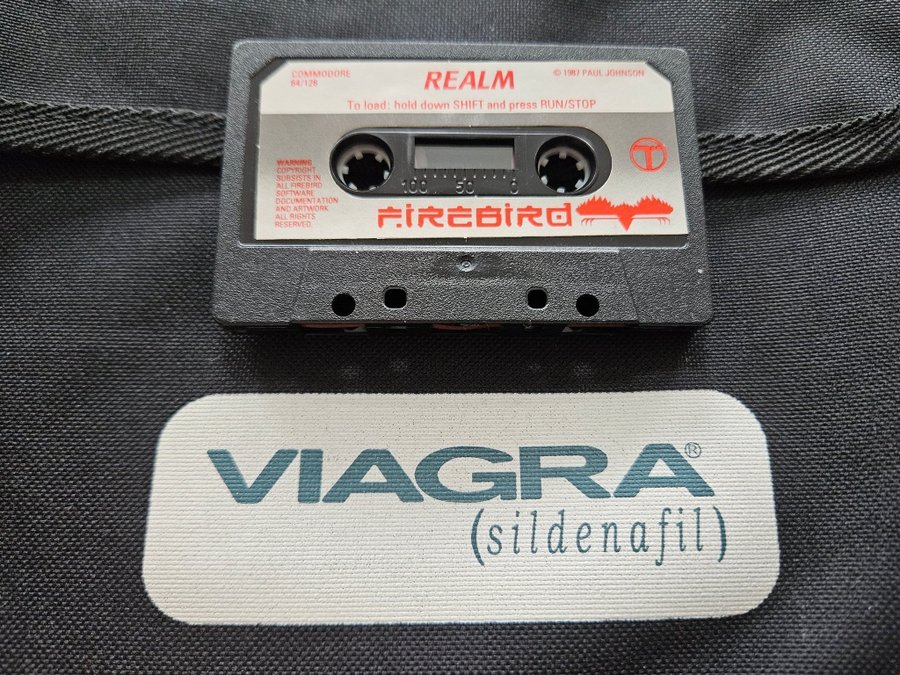 COMMODORE
64/128
REALM
© 1987 PAUL JOHNSON
To load: hold down SHIFT and press RUN/STOP
WARNING
COPYRIGHT
SUBSISTS IN
ALL FIREBIRD
SOFTWARE
DOCUMENTATION
AND ARTWORK
ALL RIGHTS
RESERVED.
100 50 0
T
FIREBIRD
VIAGRA®
(sildenafil)